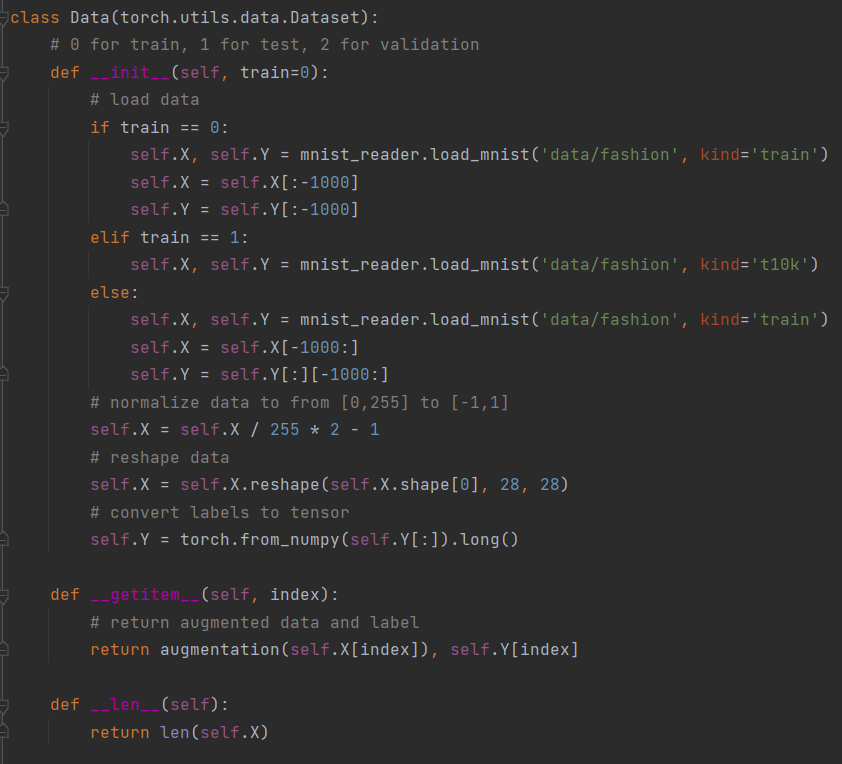 class Data(torch.utils.data.Dataset):
    # 0 for train, 1 for test, 2 for validation
    def __init__(self, train=0):
        # load data
        if train == 0:
            self.X, self.Y = mnist_reader.load_mnist('data/fashion', kind='train')
            self.X = self.X[:-1000]
            self.Y = self.Y[:-1000]
        elif train == 1:
            self.X, self.Y = mnist_reader.load_mnist('data/fashion', kind='t10k')
        else:
            self.X, self.Y = mnist_reader.load_mnist('data/fashion', kind='train')
            self.X = self.X[-1000:]
            self.Y = self.Y[:][-1000:]
        # normalize data to from [0,255] to [-1,1]
        self.X = self.X / 255 * 2 - 1
        # reshape data
        self.X = self.X.reshape(self.X.shape[0], 28, 28)
        # convert labels to tensor
        self.Y = torch.from_numpy(self.Y[:]).long()

    def __getitem__(self, index):
        # return augmented data and label
        return augmentation(self.X[index]), self.Y[index]

    def __len__(self):
        return len(self.X)